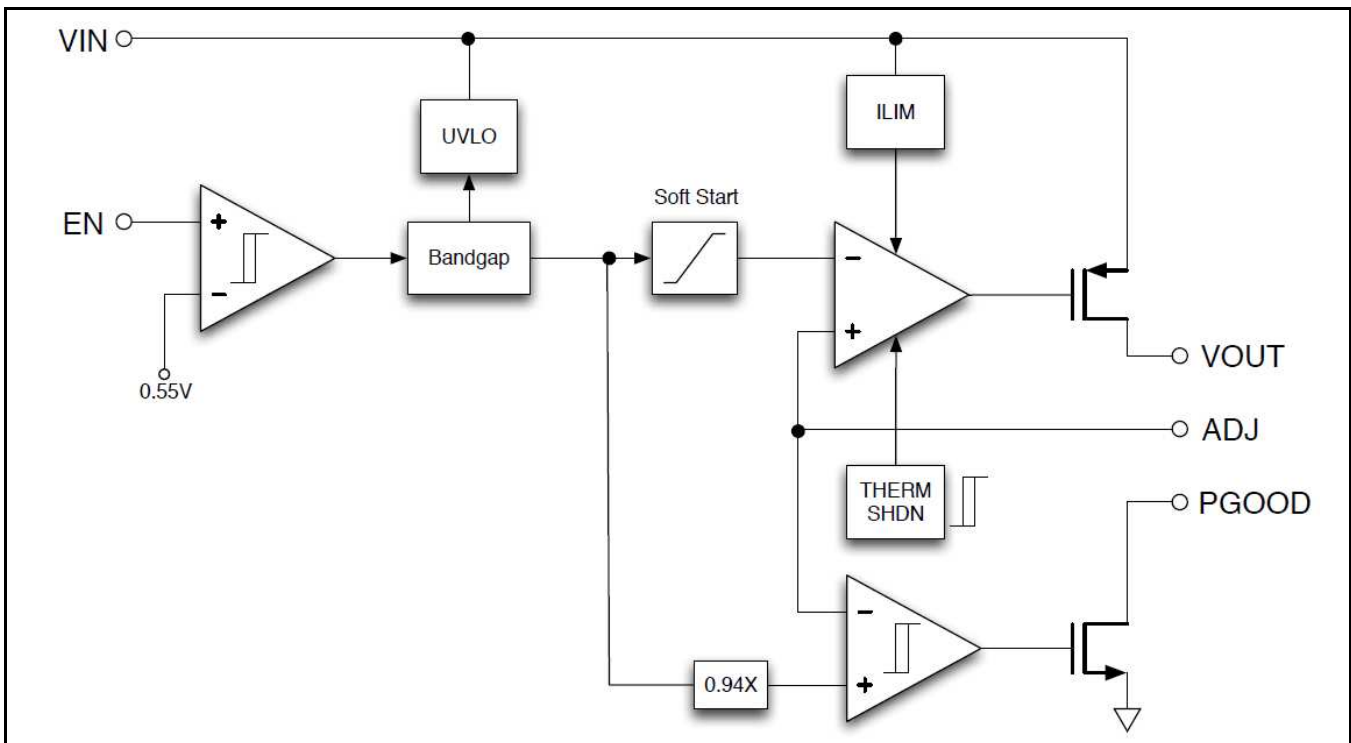 VIN
ILIM
UVLO
Soft Start
EN
+
-
Bandgap
-
+
0.55V
VOUT
ADJ
THERM
SHDN
PGOOD
-
0.94X
+